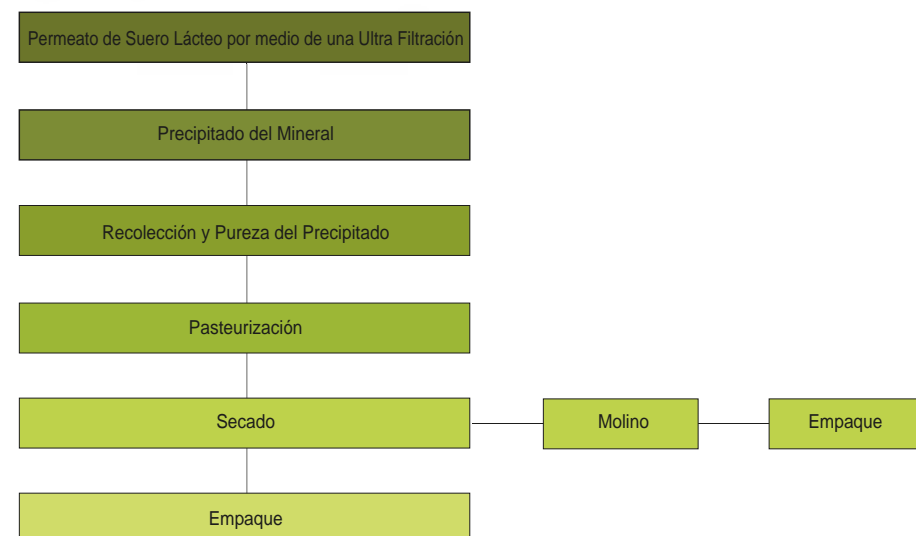 Permeato de Suero Lácteo por medio de una Ultra Filtración
Precipitado del Mineral
Recolección y Pureza del Precipitado
Pasteurización
Secado
Molino
Empaque
Empaque